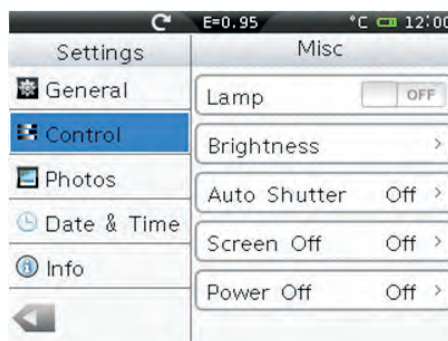 E=0.95 °C 12:00
Settings
Misc
General
Control
Photos
Date & Time
Info
Lamp OFF
Brightness >
Auto Shutter Off >
Screen Off Off >
Power Off Off >